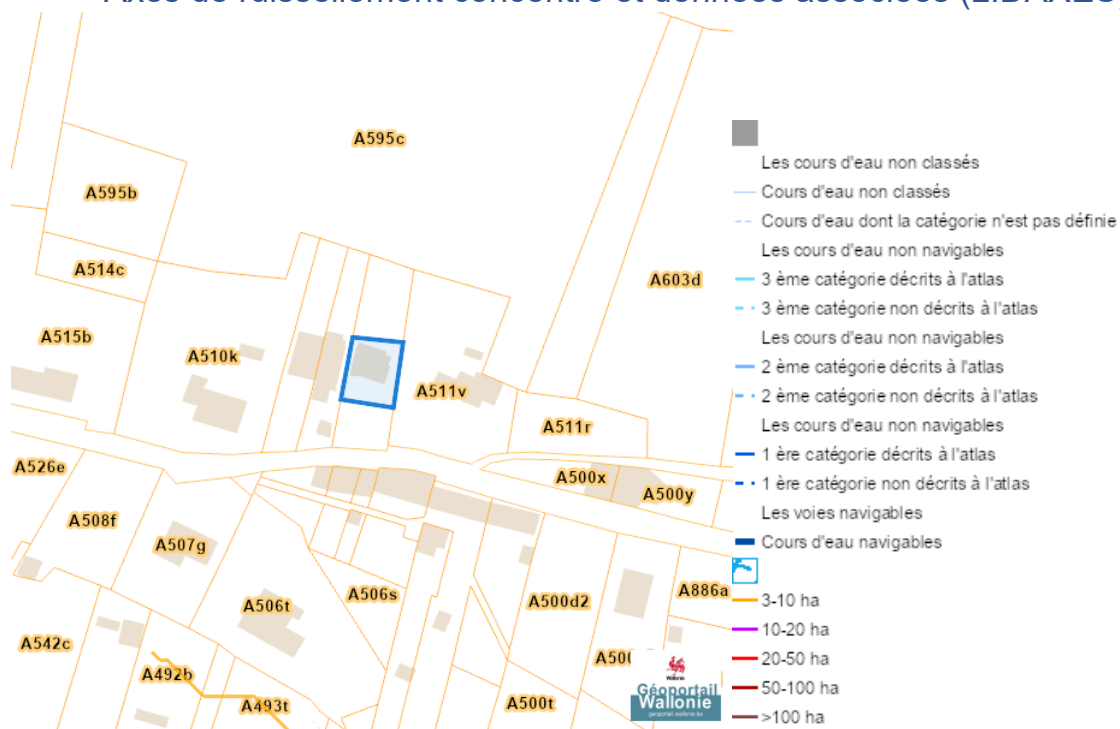 A595c
A595b
A514c
A603d
A515b
A510k
A511v
A511r
A526e
A500x
A500y
A508f
A507g
A506s
A506t
A500d2
A886a
A542c
A492b
A493t
A500t
Wallonie
Géoportail
Wallonie
geoportail.wallonie.be
Les cours d'eau non classés
Cours d'eau non classés
Cours d'eau dont la catégorie n'est pas définie
Les cours d'eau non navigables
3 ème catégorie décrits à l'atlas
3 ème catégorie non décrits à l'atlas
Les cours d'eau non navigables
2 ème catégorie décrits à l'atlas
2 ème catégorie non décrits à l'atlas
Les cours d'eau non navigables
1 ère catégorie décrits à l'atlas
1 ère catégorie non décrits à l'atlas
Les voies navigables
Cours d'eau navigables
3-10 ha
10-20 ha
20-50 ha
50-100 ha
>100 ha